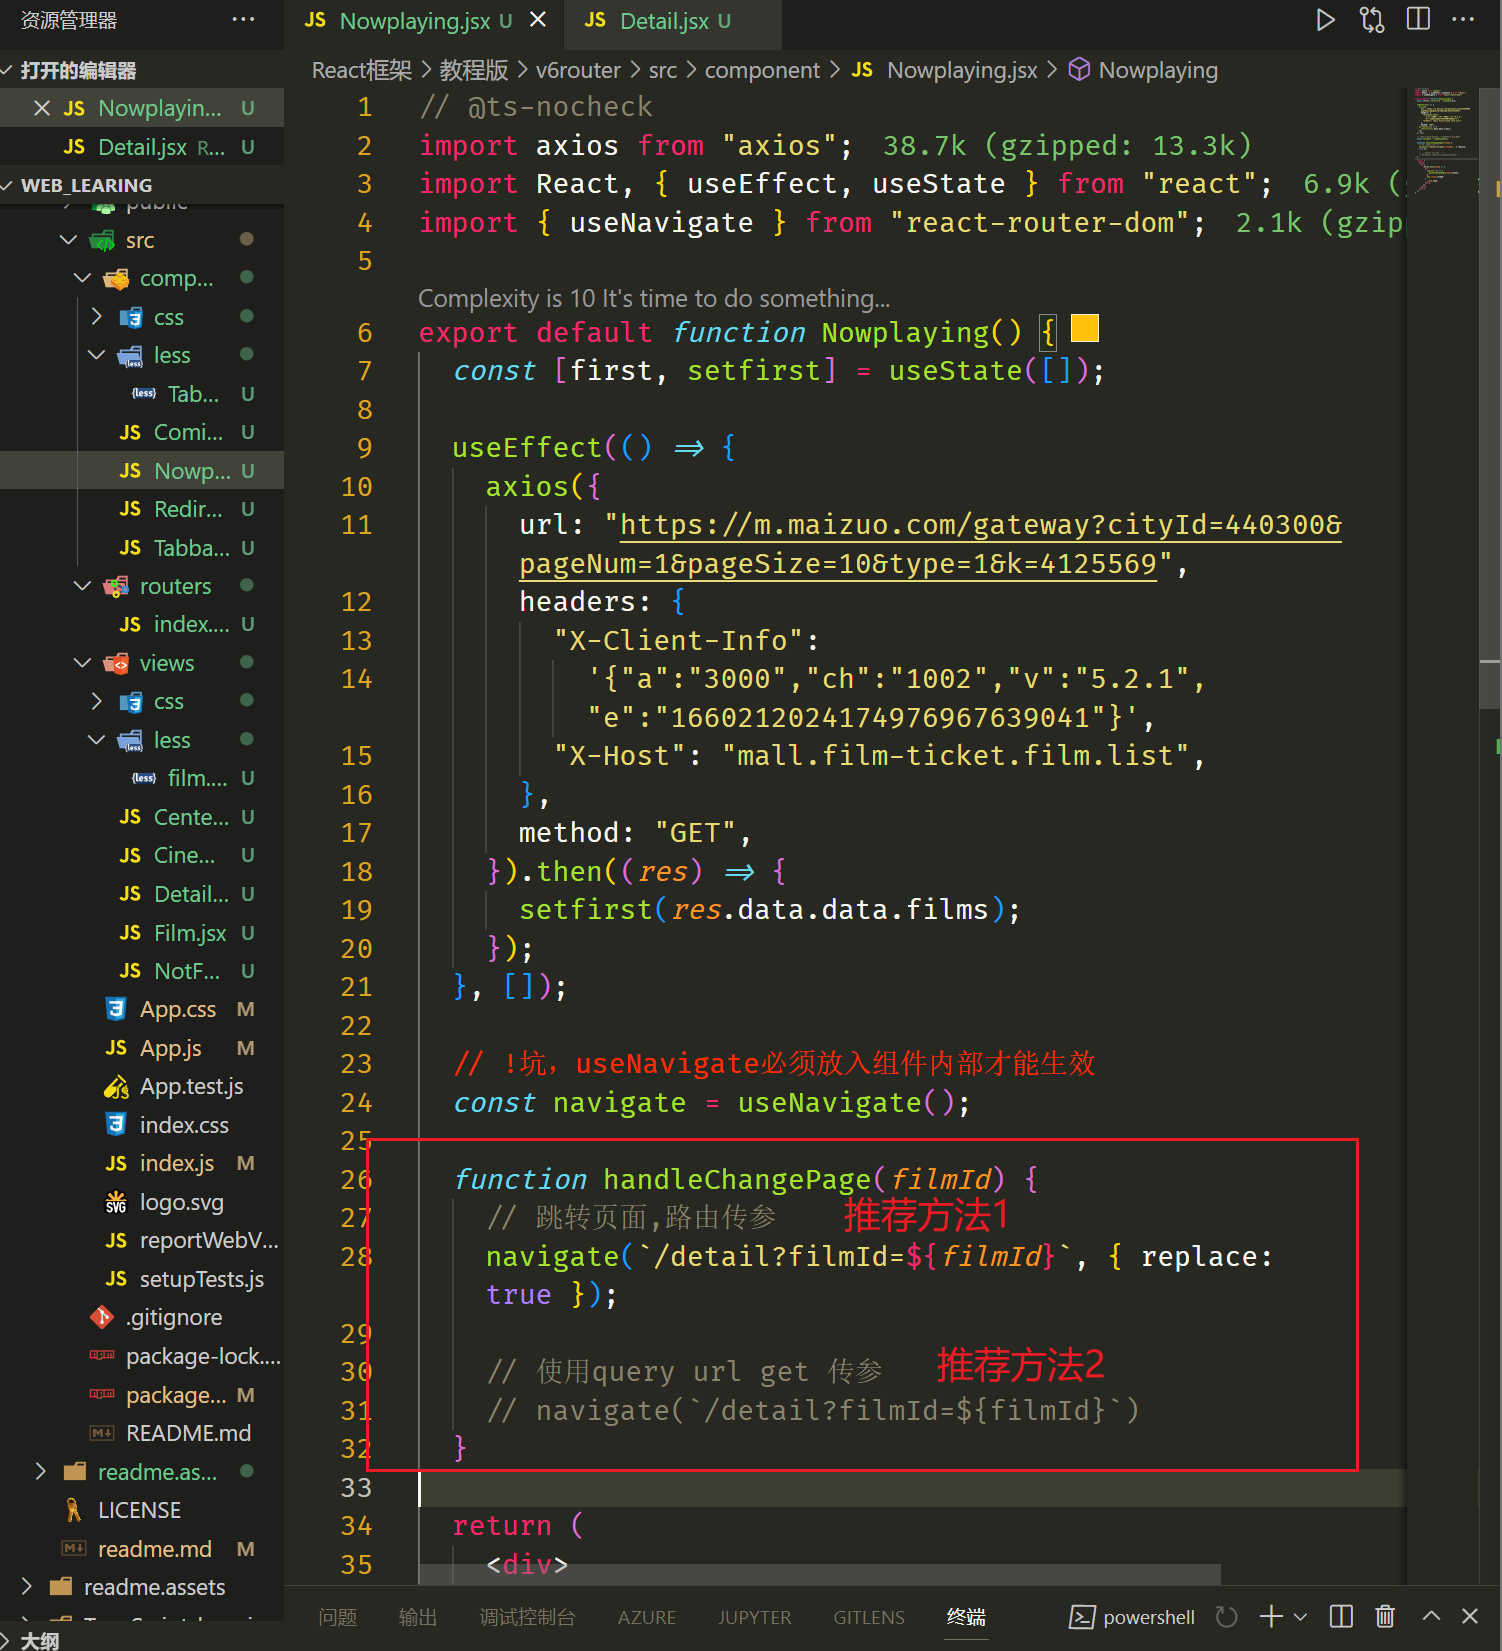 资源管理器 ···
JS Nowplaying.jsx U
JS Detail.jsx U
打开的编辑器
JS Nowplayin... U
JS Detail.jsx R... U
WEB_LEARING
public
src
comp...
css
less
{less} Tab... U
JS Comi... U
JS Nowp... U
JS Redir... U
JS Tabba... U
routers
JS index.... U
views
css
less
{less} film.... U
JS Cente... U
JS Cine... U
JS Detail... U
JS Film.jsx U
JS NotF... U
App.css M
JS App.js M
App.test.js
index.css
JS index.js M
SVG logo.svg
JS reportWebV...
JS setupTests.js
.gitignore
package-lock....
package... M
README.md
readme.as...
LICENSE
readme.md M
readme.assets
大纲
React框架 > 教程版 > v6router > src > component > JS Nowplaying.jsx > Nowplaying
1 // @ts-nocheck
2 import axios from "axios"; 38.7k (gzipped: 13.3k)
3 import React, { useEffect, useState } from "react"; 6.9k (
4 import { useNavigate } from "react-router-dom"; 2.1k (gzip
5
Complexity is 10 It's time to do something...
6 export default function Nowplaying() {
7 const [first, setfirst] = useState([]);
8
9 useEffect(() => {
10 axios({
11 url: "https://m.maizuo.com/gateway?cityId=440300&
pageNum=1&pageSize=10&type=1&k=4125569",
12 headers: {
13 "X-Client-Info":
14 '{"a":"3000","ch":"1002","v":"5.2.1",
"e":"16602120241749769676390​41"}',
15 "X-Host": "mall.film-ticket.film.list",
16 },
17 method: "GET",
18 }).then((res) => {
19 setfirst(res.data.data.films);
20 });
21 }, []);
22
23 // !坑，useNavigate必须放入组件内部才能生效
24 const navigate = useNavigate();
25
26 function handleChangePage(filmId) {
27 // 跳转页面,路由传参 推荐方法1
28 navigate(`/detail?filmId=${filmId}`, { replace:
true });
29
30 // 使用query url get 传参 推荐方法2
31 // navigate(`/detail?filmId=${filmId}`)
32 }
33
34 return (
35 <div>
问题 输出 调试控制台 AZURE JUPYTER GITLENS 终端 powershell